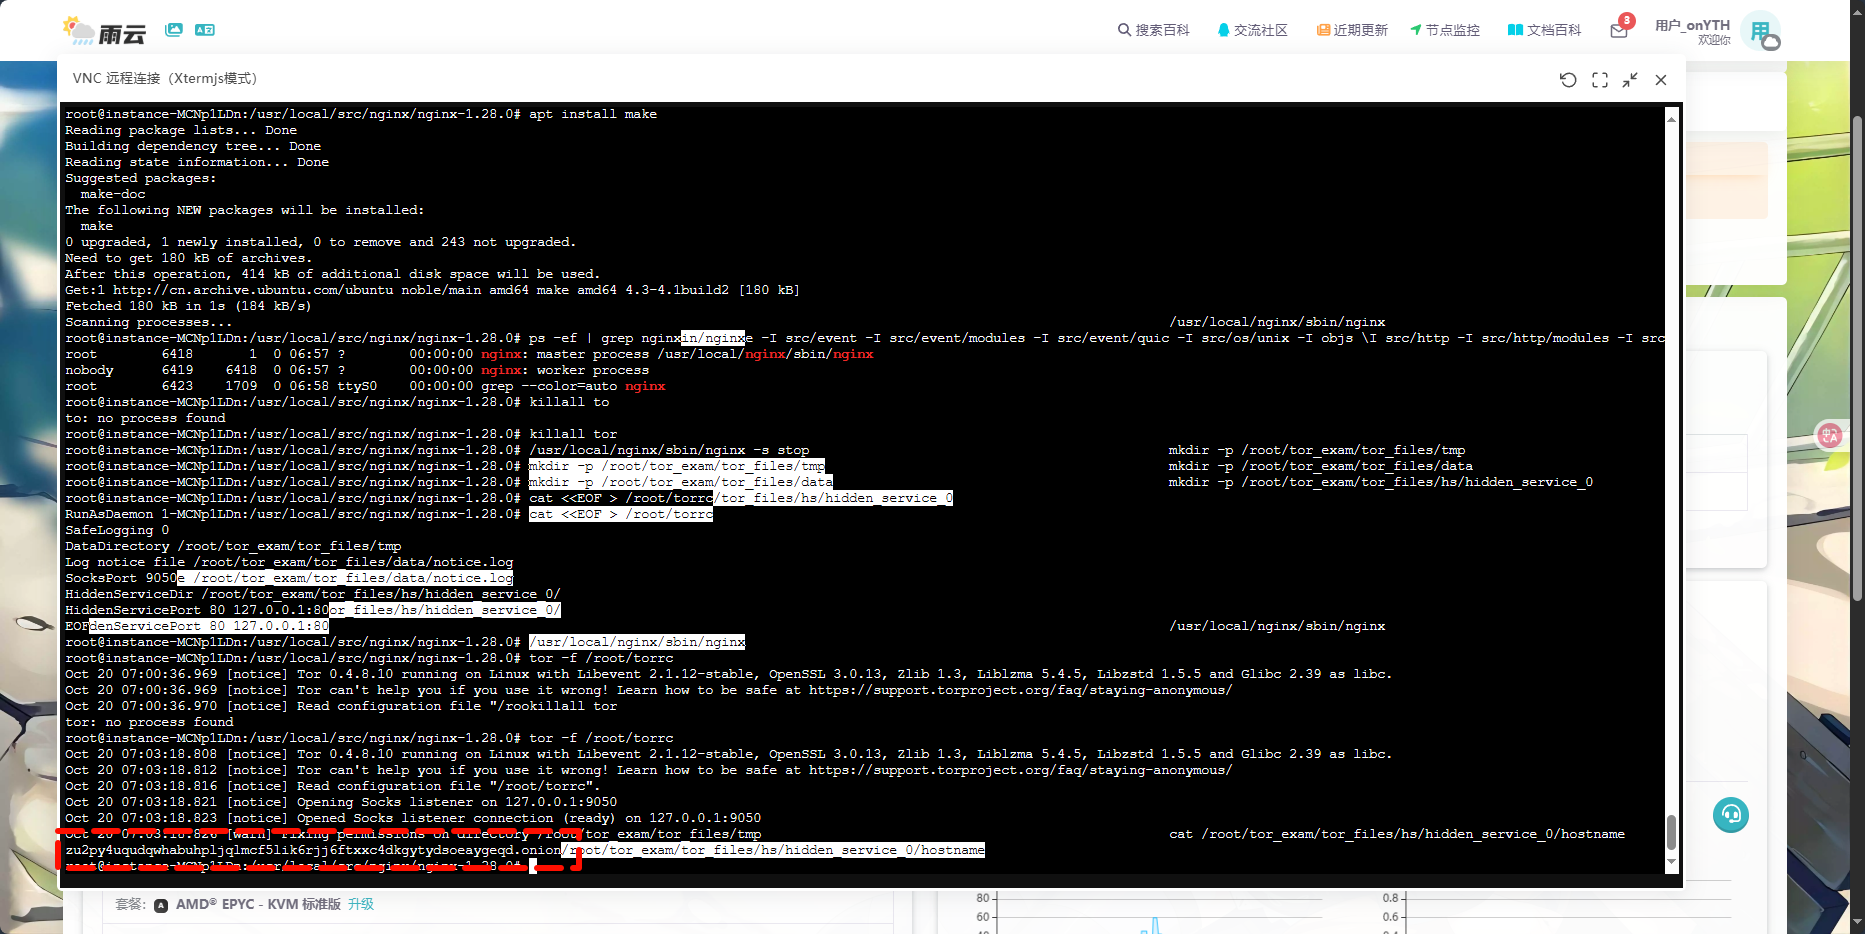 雨云
搜索百科
交流社区
近期更新
节点监控
文档百科
3
用户_onYTH
欢迎你
用
VNC 远程连接（Xtermjs模式）
root@instance-MCNp1LDn:/usr/local/src/nginx/nginx-1.28.0# apt install make
Reading package lists... Done
Building dependency tree... Done
Reading state information... Done
Suggested packages:
  make-doc
The following NEW packages will be installed:
  make
0 upgraded, 1 newly installed, 0 to remove and 243 not upgraded.
Need to get 180 kB of archives.
After this operation, 414 kB of additional disk space will be used.
Get:1 http://cn.archive.ubuntu.com/ubuntu noble/main amd64 make amd64 4.3-4.1build2 [180 kB]
Fetched 180 kB in 1s (184 kB/s)
Scanning processes... /usr/local/nginx/sbin/nginx
root@instance-MCNp1LDn:/usr/local/src/nginx/nginx-1.28.0# ps -ef | grep nginxin/nginxe -I src/event -I src/event/modules -I src/event/quic -I src/os/unix -I objs \I src/http -I src/http/modules -I src
root 6418 1 0 06:57 ? 00:00:00 nginx: master process /usr/local/nginx/sbin/nginx
nobody 6419 6418 0 06:57 ? 00:00:00 nginx: worker process
root 6423 1709 0 06:58 ttyS0 00:00:00 grep --color=auto nginx
root@instance-MCNp1LDn:/usr/local/src/nginx/nginx-1.28.0# killall to
to: no process found
root@instance-MCNp1LDn:/usr/local/src/nginx/nginx-1.28.0# killall tor
root@instance-MCNp1LDn:/usr/local/src/nginx/nginx-1.28.0# /usr/local/nginx/sbin/nginx -s stop mkdir -p /root/tor_exam/tor_files/tmp
root@instance-MCNp1LDn:/usr/local/src/nginx/nginx-1.28.0# mkdir -p /root/tor_exam/tor_files/tmp mkdir -p /root/tor_exam/tor_files/data
root@instance-MCNp1LDn:/usr/local/src/nginx/nginx-1.28.0# mkdir -p /root/tor_exam/tor_files/data mkdir -p /root/tor_exam/tor_files/hs/hidden_service_0
root@instance-MCNp1LDn:/usr/local/src/nginx/nginx-1.28.0# cat <<EOF > /root/torrc/tor_files/hs/hidden_service_0
RunAsDaemon 1-MCNp1LDn:/usr/local/src/nginx/nginx-1.28.0# cat <<EOF > /root/torrc
SafeLogging 0
DataDirectory /root/tor_exam/tor_files/tmp
Log notice file /root/tor_exam/tor_files/data/notice.log
SocksPort 9050e /root/tor_exam/tor_files/data/notice.log
HiddenServiceDir /root/tor_exam/tor_files/hs/hidden_service_0/
HiddenServicePort 80 127.0.0.1:80or_files/hs/hidden_service_0/
EOFdenServicePort 80 127.0.0.1:80 /usr/local/nginx/sbin/nginx
root@instance-MCNp1LDn:/usr/local/src/nginx/nginx-1.28.0# /usr/local/nginx/sbin/nginx
root@instance-MCNp1LDn:/usr/local/src/nginx/nginx-1.28.0# tor -f /root/torrc
Oct 20 07:00:36.969 [notice] Tor 0.4.8.10 running on Linux with Libevent 2.1.12-stable, OpenSSL 3.0.13, Zlib 1.3, Liblzma 5.4.5, Libzstd 1.5.5 and Glibc 2.39 as libc.
Oct 20 07:00:36.969 [notice] Tor can't help you if you use it wrong! Learn how to be safe at https://support.torproject.org/faq/staying-anonymous/
Oct 20 07:00:36.970 [notice] Read configuration file "/rookillall tor
tor: no process found
root@instance-MCNp1LDn:/usr/local/src/nginx/nginx-1.28.0# tor -f /root/torrc
Oct 20 07:03:18.808 [notice] Tor 0.4.8.10 running on Linux with Libevent 2.1.12-stable, OpenSSL 3.0.13, Zlib 1.3, Liblzma 5.4.5, Libzstd 1.5.5 and Glibc 2.39 as libc.
Oct 20 07:03:18.812 [notice] Tor can't help you if you use it wrong! Learn how to be safe at https://support.torproject.org/faq/staying-anonymous/
Oct 20 07:03:18.816 [notice] Read configuration file "/root/torrc".
Oct 20 07:03:18.821 [notice] Opening Socks listener on 127.0.0.1:9050
Oct 20 07:03:18.823 [notice] Opened Socks listener connection (ready) on 127.0.0.1:9050
Oct 20 07:03:18.826 [warn] Fixing permissions on directory /root/tor_exam/tor_files/tmp cat /root/tor_exam/tor_files/hs/hidden_service_0/hostname
zu2py4uqudqwhabuhpljqlmcf5lik6rjj6ftxxc4dkgytydsoeaygeqd.onion/root/tor_exam/tor_files/hs/hidden_service_0/hostname
root@instance-MCNp1LDn:/usr/local/src/nginx/nginx-1.28.0#
套餐: A AMD® EPYC - KVM 标准版 升级
80
60
0.8
0.6